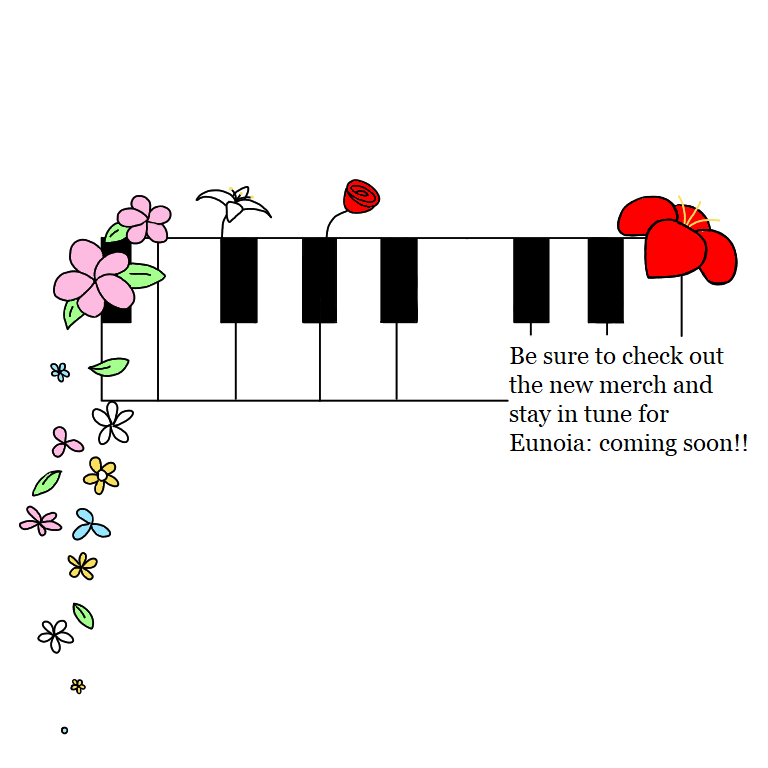 Be sure to check out
the new merch and
stay in tune for
Eunoia: coming soon!!